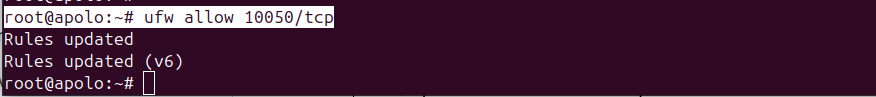 root@apolo:~# ufw allow 10050/tcp
Rules updated
Rules updated (v6)
root@apolo:~#